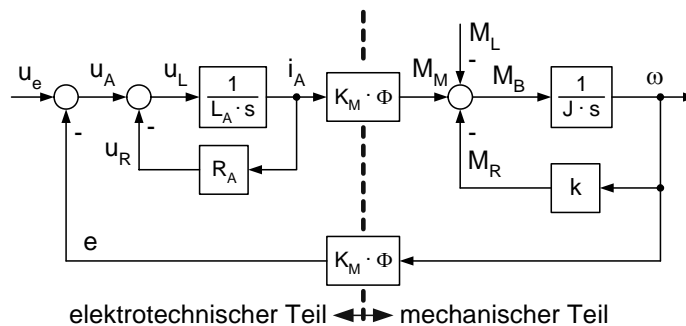 M_L
u_e
u_A
u_L
1
L_A · s
i_A
K_M · Φ
M_M
-
M_B
1
J · s
ω
-
-
-
u_R
R_A
M_R
k
e
K_M · Φ
elektrotechnischer Teil
mechanischer Teil